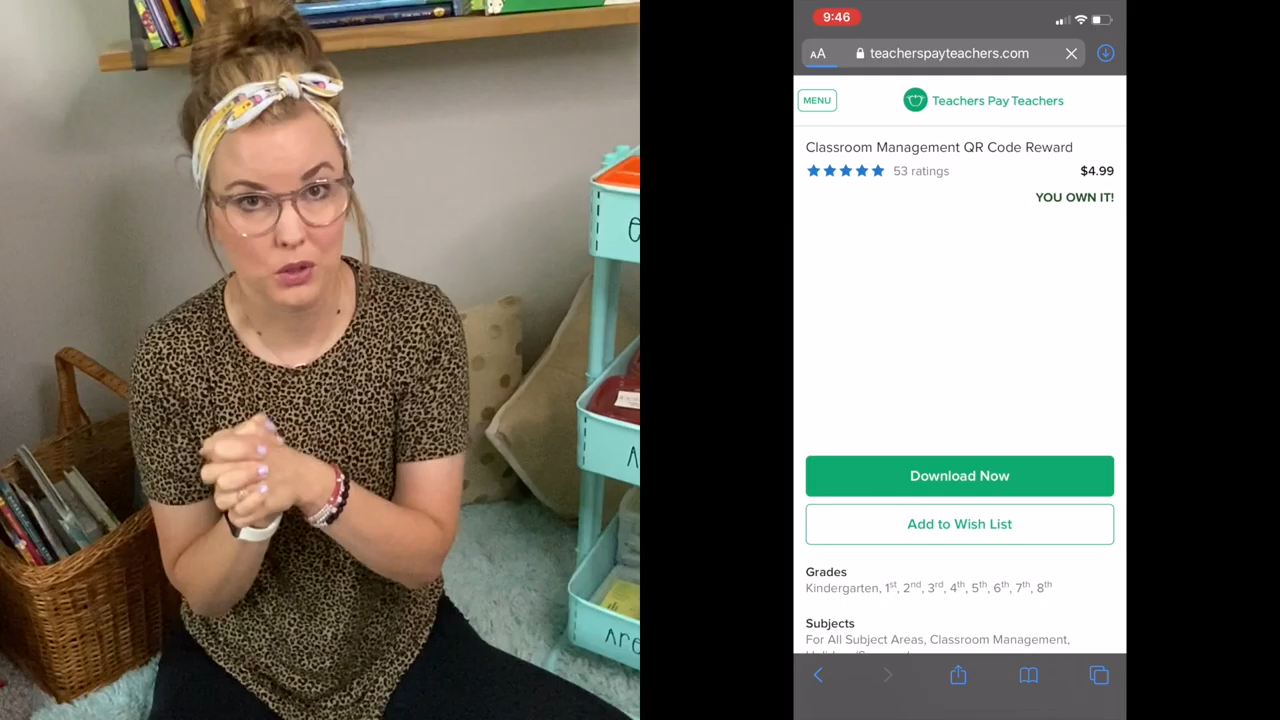 9:46
AA teacherspayteachers.com
MENU
Teachers Pay Teachers
Classroom Management QR Code Reward
53 ratings
$4.99
YOU OWN IT!
Download Now
Add to Wish List
Grades
Kindergarten, 1st, 2nd, 3rd, 4th, 5th, 6th, 7th, 8th
Subjects
For All Subject Areas, Classroom Management,